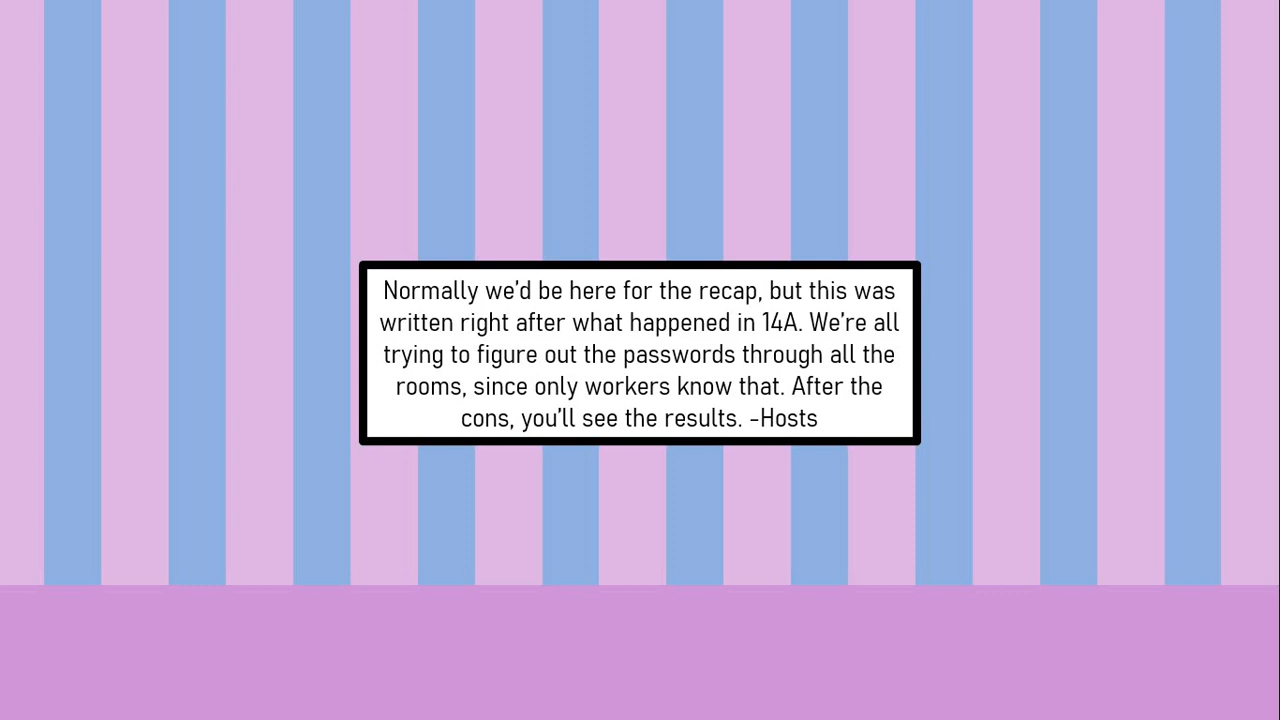 Normally we'd be here for the recap, but this was
written right after what happened in 14A. We're all
trying to figure out the passwords through all the
rooms, since only workers know that. After the
cons, you'll see the results. -Hosts